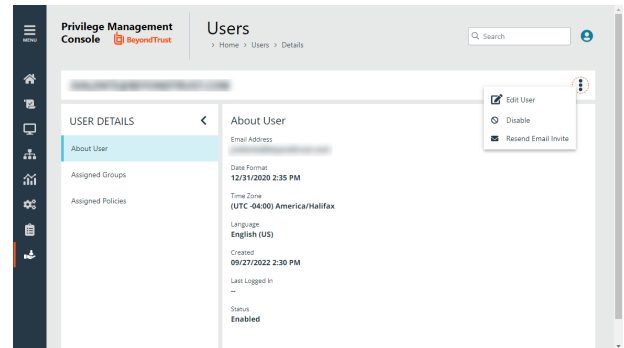 MENU
Privilege Management
Console BeyondTrust
Users
> Home > Users > Details
Search
Edit User
Disable
Resend Email Invite
USER DETAILS
About User
Assigned Groups
Assigned Policies
About User
Email Address
Date Format
12/31/2020 2:35 PM
Time Zone
(UTC -04:00) America/Halifax
Language
English (US)
Created
09/27/2022 2:30 PM
Last Logged In
--
Status
Enabled